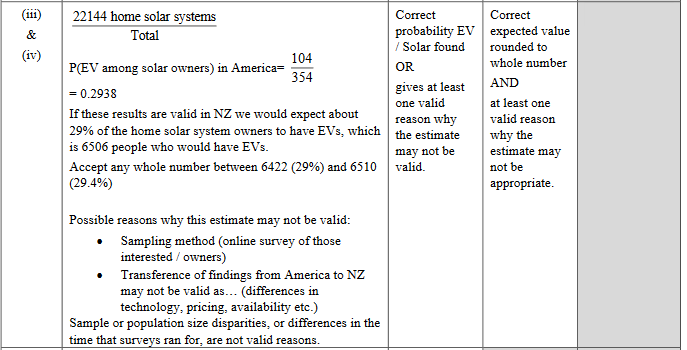 (iii)
&
(iv)
22144 home solar systems
Total
P(EV among solar owners) in America= 104
354
= 0.2938
If these results are valid in NZ we would expect about
29% of the home solar system owners to have EVs, which
is 6506 people who would have EVs.
Accept any whole number between 6422 (29%) and 6510
(29.4%)
Possible reasons why this estimate may not be valid:
• Sampling method (online survey of those
interested / owners)
• Transference of findings from America to NZ
may not be valid as… (differences in
technology, pricing, availability etc.)
Sample or population size disparities, or differences in the
time that surveys ran for, are not valid reasons.
Correct
probability EV
/ Solar found
OR
gives at least
one valid
reason why
the estimate
may not be
valid.
Correct
expected value
rounded to
whole number
AND
at least one
valid reason
why the
estimate may
not be
appropriate.